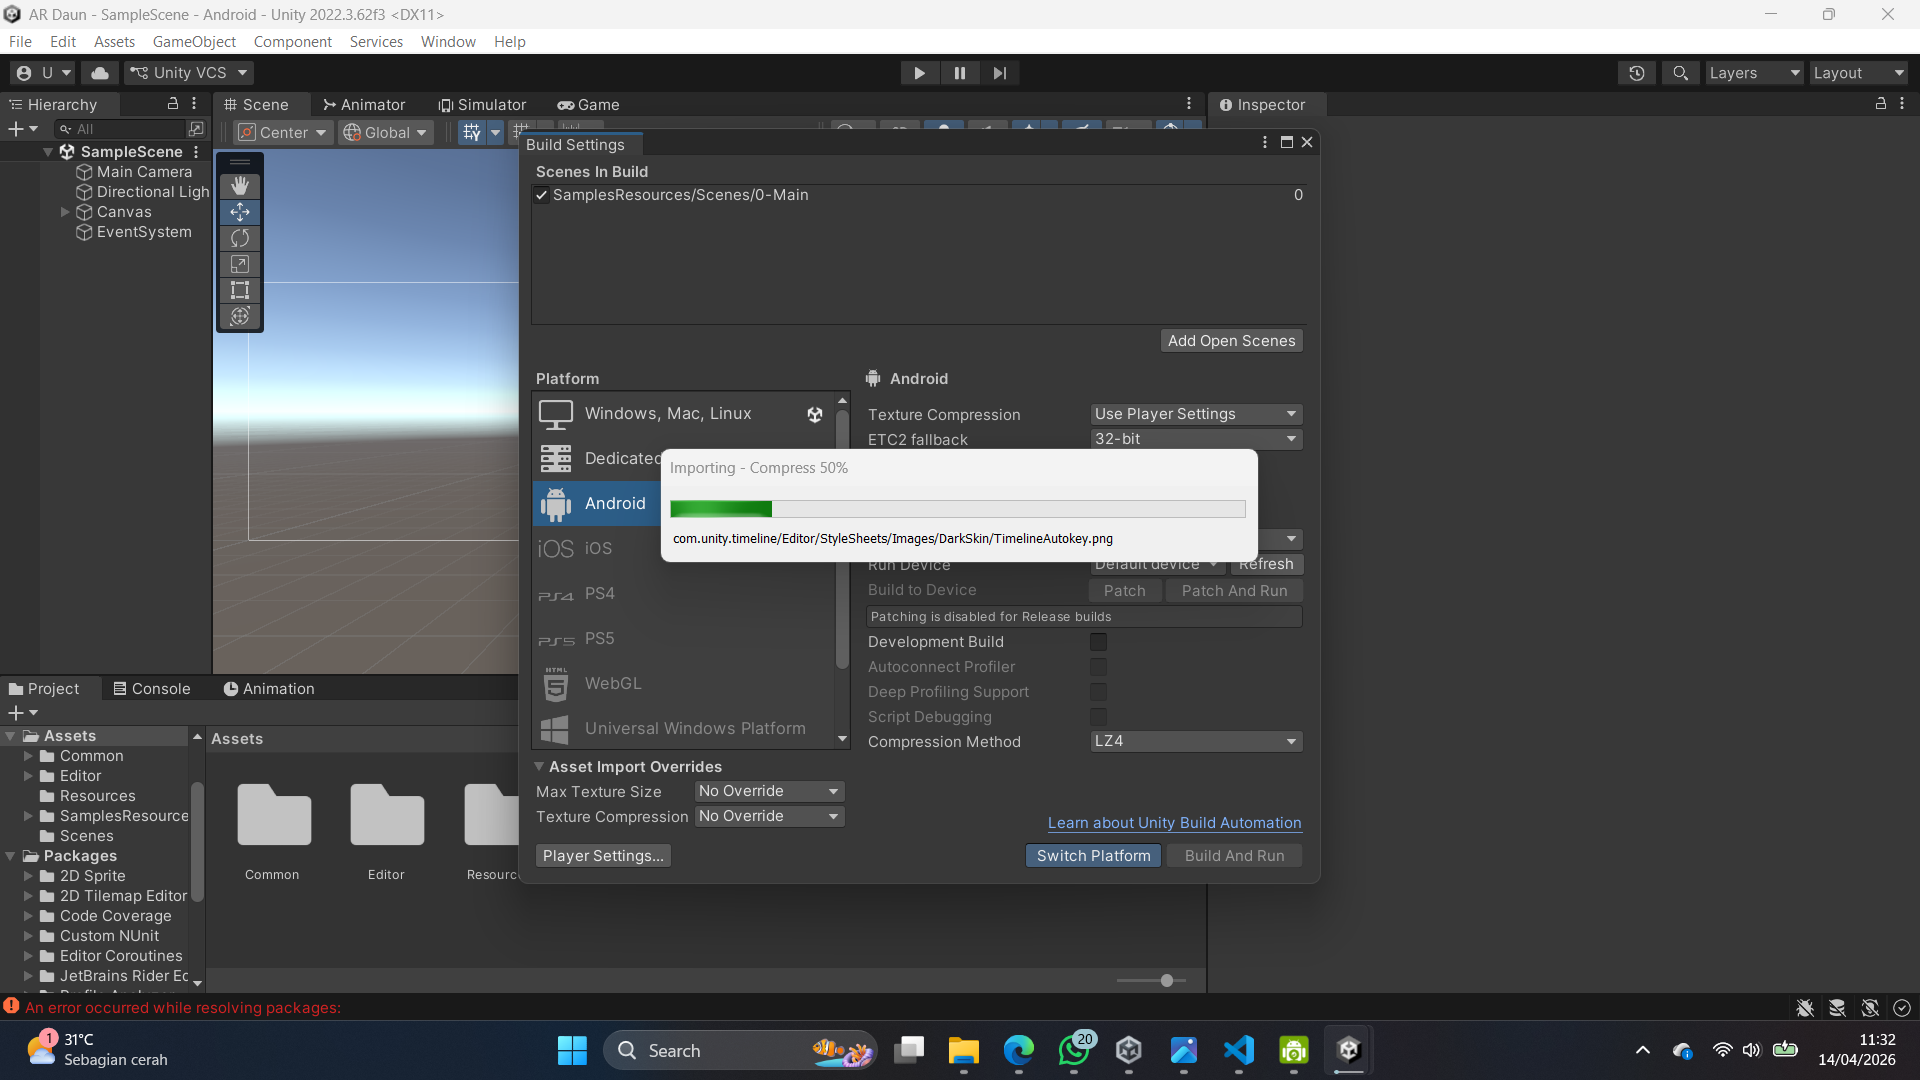 AR Daun - SampleScene - Android - Unity 2022.3.62f3 <DX11>
File Edit Assets GameObject Component Services Window Help
U Unity VCS Layers Layout
Hierarchy Scene Animator Simulator Game Inspector
All Center Global
SampleScene
Main Camera
Directional Ligh
Canvas
EventSystem
Build Settings
Scenes In Build
SamplesResources/Scenes/0-Main 0
Add Open Scenes
Platform
Windows, Mac, Linux
Dedicated
Android
iOS iOS
PS4
PS5
HTML
5 WebGL
Universal Windows Platform
Android
Texture Compression Use Player Settings
ETC2 fallback 32-bit
Importing - Compress 50%
com.unity.timeline/Editor/StyleSheets/Images/DarkSkin/TimelineAutokey.png
Run Device Default device Refresh
Build to Device Patch Patch And Run
Patching is disabled for Release builds
Development Build
Autoconnect Profiler
Deep Profiling Support
Script Debugging
Compression Method LZ4
Asset Import Overrides
Max Texture Size No Override
Texture Compression No Override
Learn about Unity Build Automation
Player Settings... Switch Platform Build And Run
Project Console Animation
Assets
Common
Editor
Resources
SamplesResource
Scenes
Packages
2D Sprite
2D Tilemap Editor
Code Coverage
Custom NUnit
Editor Coroutines
JetBrains Rider Ed
Assets
Common Editor Resourc
An error occurred while resolving packages:
1 31°C
Sebagian cerah
Search
20
11:32
14/04/2026